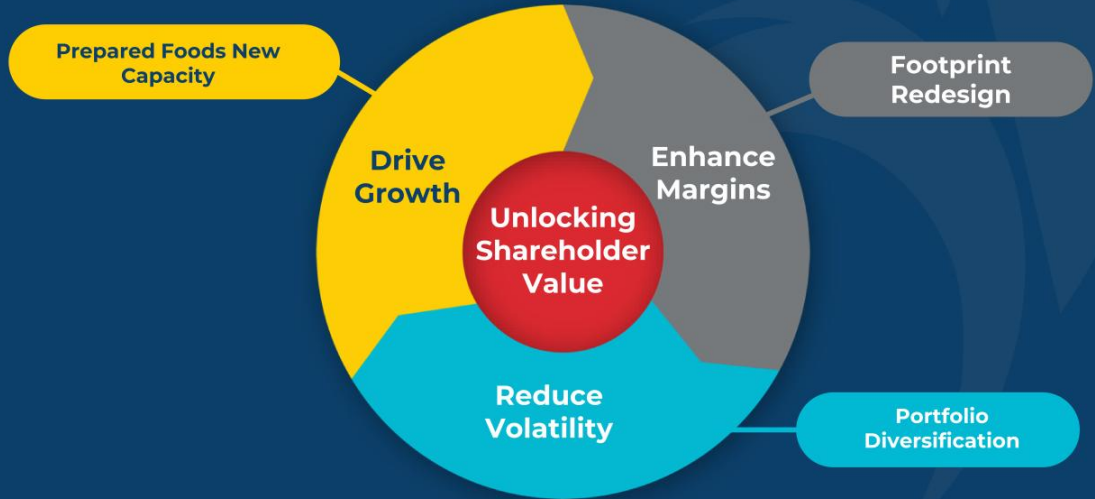 Prepared Foods New
Capacity
Footprint
Redesign
Drive
Growth
Enhance
Margins
Unlocking
Shareholder
Value
Reduce
Volatility
Portfolio
Diversification